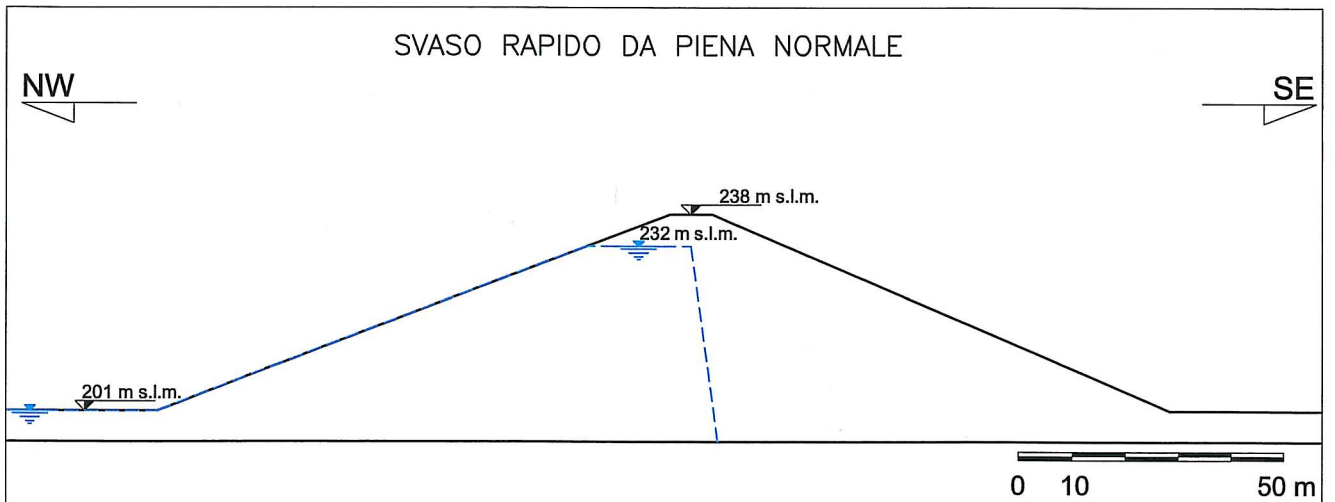 SVASO RAPIDO DA PIENA NORMALE
NW
SE
238 m s.l.m.
232 m s.l.m.
201 m s.l.m.
0 10 50 m